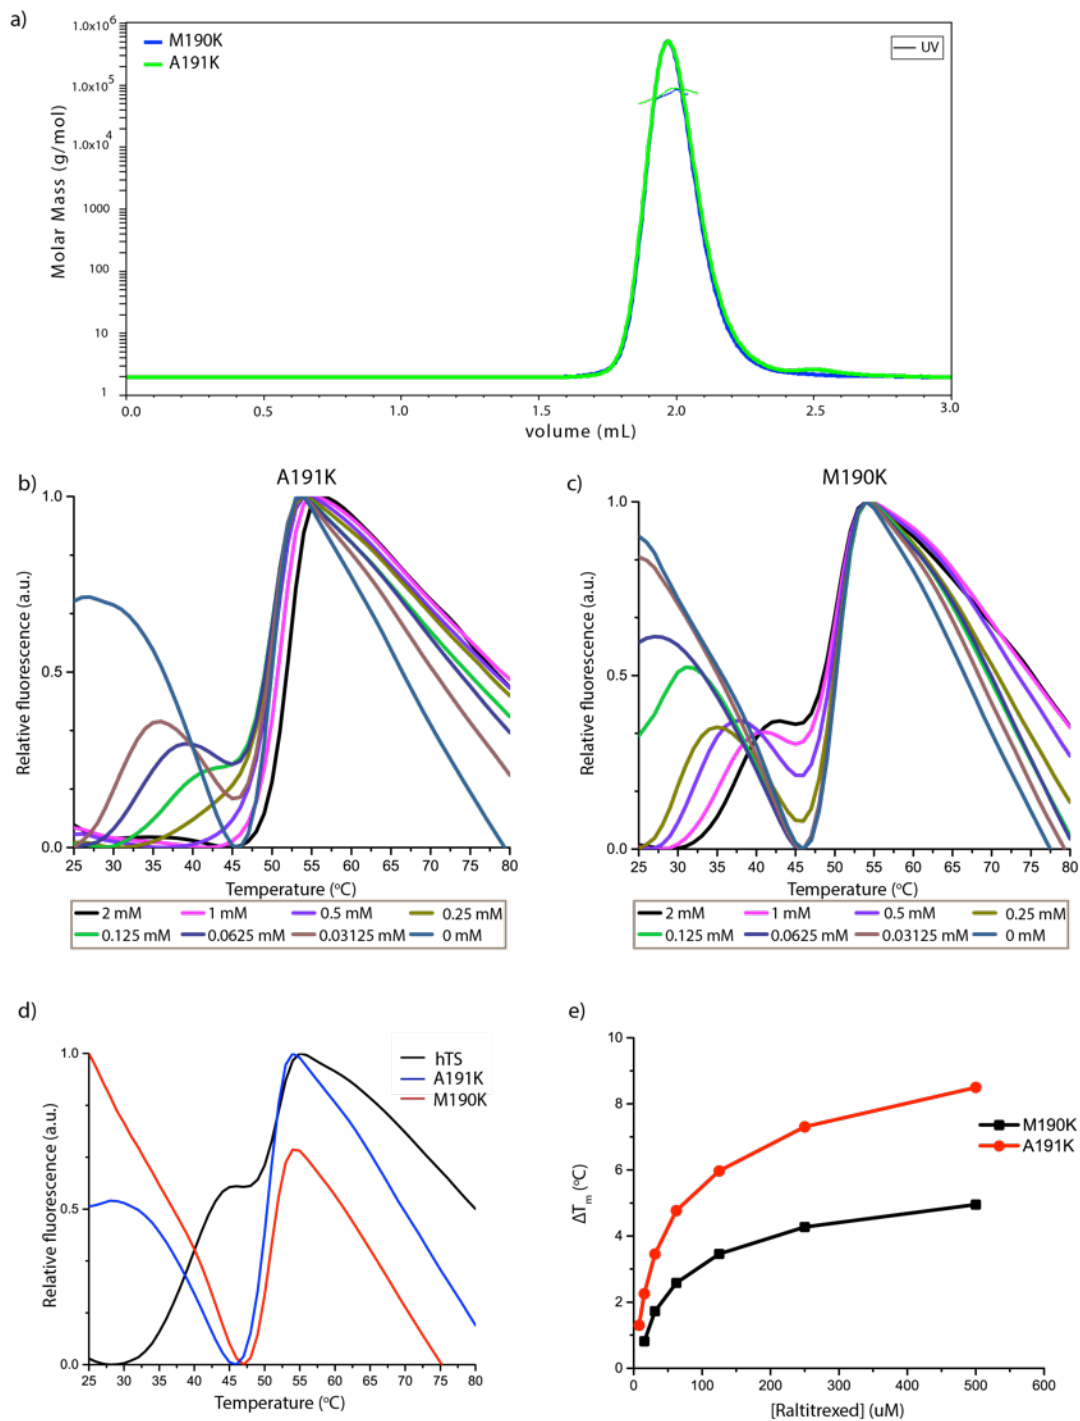 a)
1.0x10⁶
1.0x10⁵
1.0x10⁴
1000
100
10
1
Molar Mass (g/mol)
M190K
A191K
UV
0.0 0.5 1.0 1.5 2.0 2.5 3.0
volume (mL)
b)
A191K
1.0
0.5
0.0
Relative fluorescence (a.u.)
25 30 35 40 45 50 55 60 65 70 75 80
Temperature (°C)
2 mM 1 mM 0.5 mM 0.25 mM
0.125 mM 0.0625 mM 0.03125 mM 0 mM
c)
M190K
1.0
0.5
0.0
Relative fluorescence (a.u.)
25 30 35 40 45 50 55 60 65 70 75 80
Temperature (°C)
2 mM 1 mM 0.5 mM 0.25 mM
0.125 mM 0.0625 mM 0.03125 mM 0 mM
d)
1.0
0.5
0.0
Relative fluorescence (a.u.)
hTS
A191K
M190K
25 30 35 40 45 50 55 60 65 70 75 80
Temperature (°C)
e)
10
8
6
4
2
0
ΔTₘ (°C)
M190K
A191K
0 100 200 300 400 500 600
[Raltitrexed] (uM)